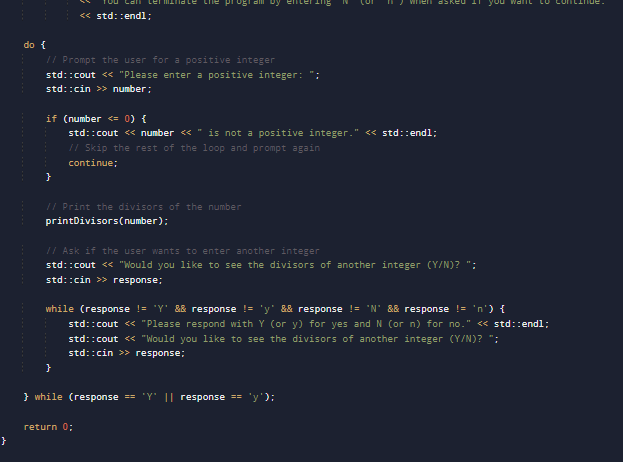 << "You can terminate the program by entering 'N' (or 'n') when asked if you want to continue.
<< std::endl;
do {
// Prompt the user for a positive integer
std::cout << "Please enter a positive integer: ";
std::cin >> number;
if (number <= 0) {
std::cout << number << " is not a positive integer." << std::endl;
// Skip the rest of the loop and prompt again
continue;
}
// Print the divisors of the number
printDivisors(number);
// Ask if the user wants to enter another integer
std::cout << "Would you like to see the divisors of another integer (Y/N)? ";
std::cin >> response;
while (response != 'Y' && response != 'y' && response != 'N' && response != 'n') {
std::cout << "Please respond with Y (or y) for yes and N (or n) for no." << std::endl;
std::cout << "Would you like to see the divisors of another integer (Y/N)? ";
std::cin >> response;
}
} while (response == 'Y' || response == 'y');
return 0;
}